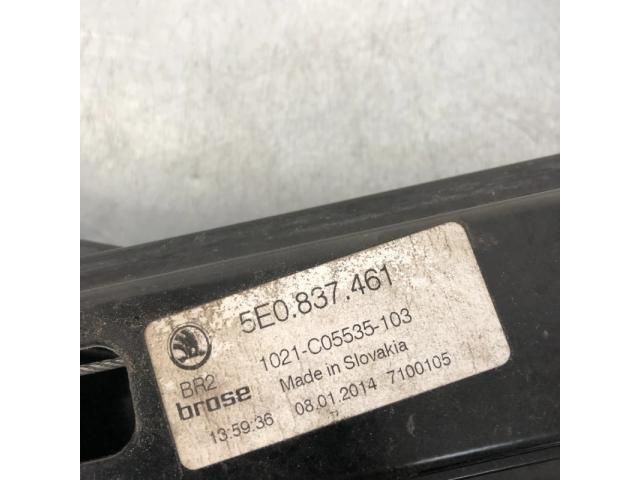 5E0.837.461
1021-C05535-103
BR2
Made in Slovakia
brose
13:59:36 08.01.2014 7100105